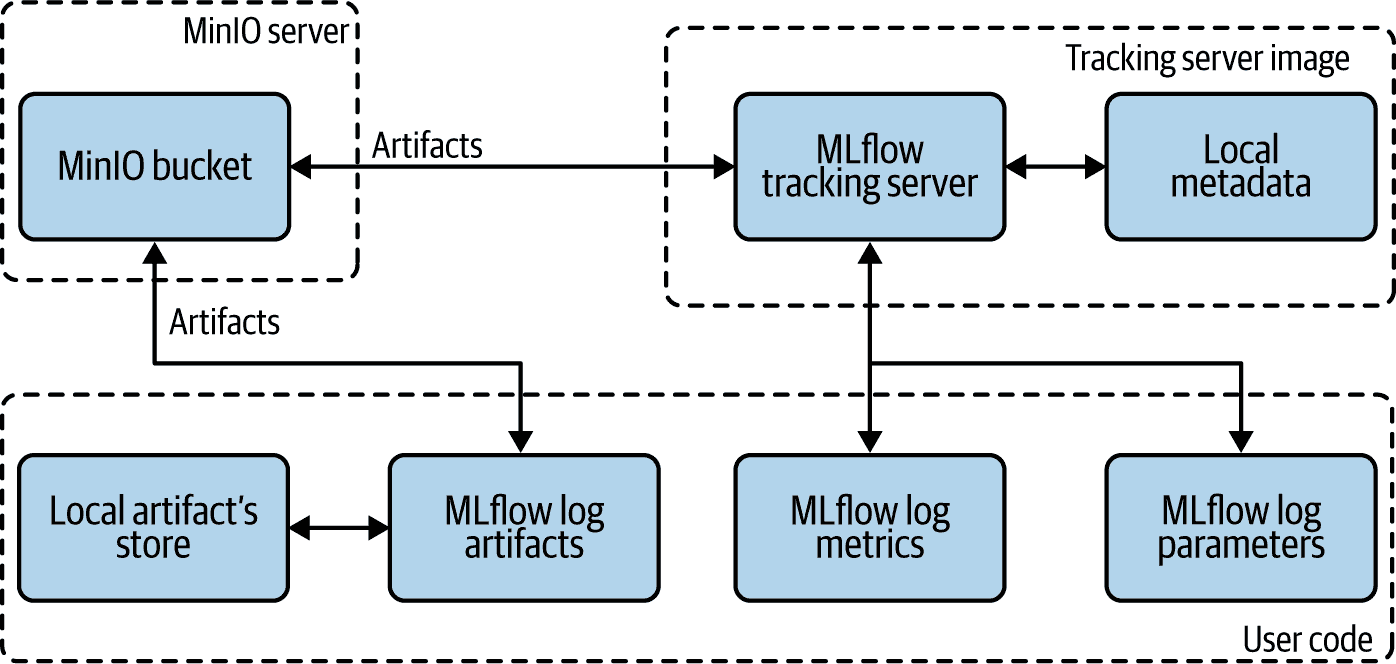 MinIO server
Tracking server image
MinIO bucket
Artifacts
MLflow
tracking server
Local
metadata
Artifacts
Local artifact's
store
MLflow log
artifacts
MLflow log
metrics
MLflow log
parameters
User code